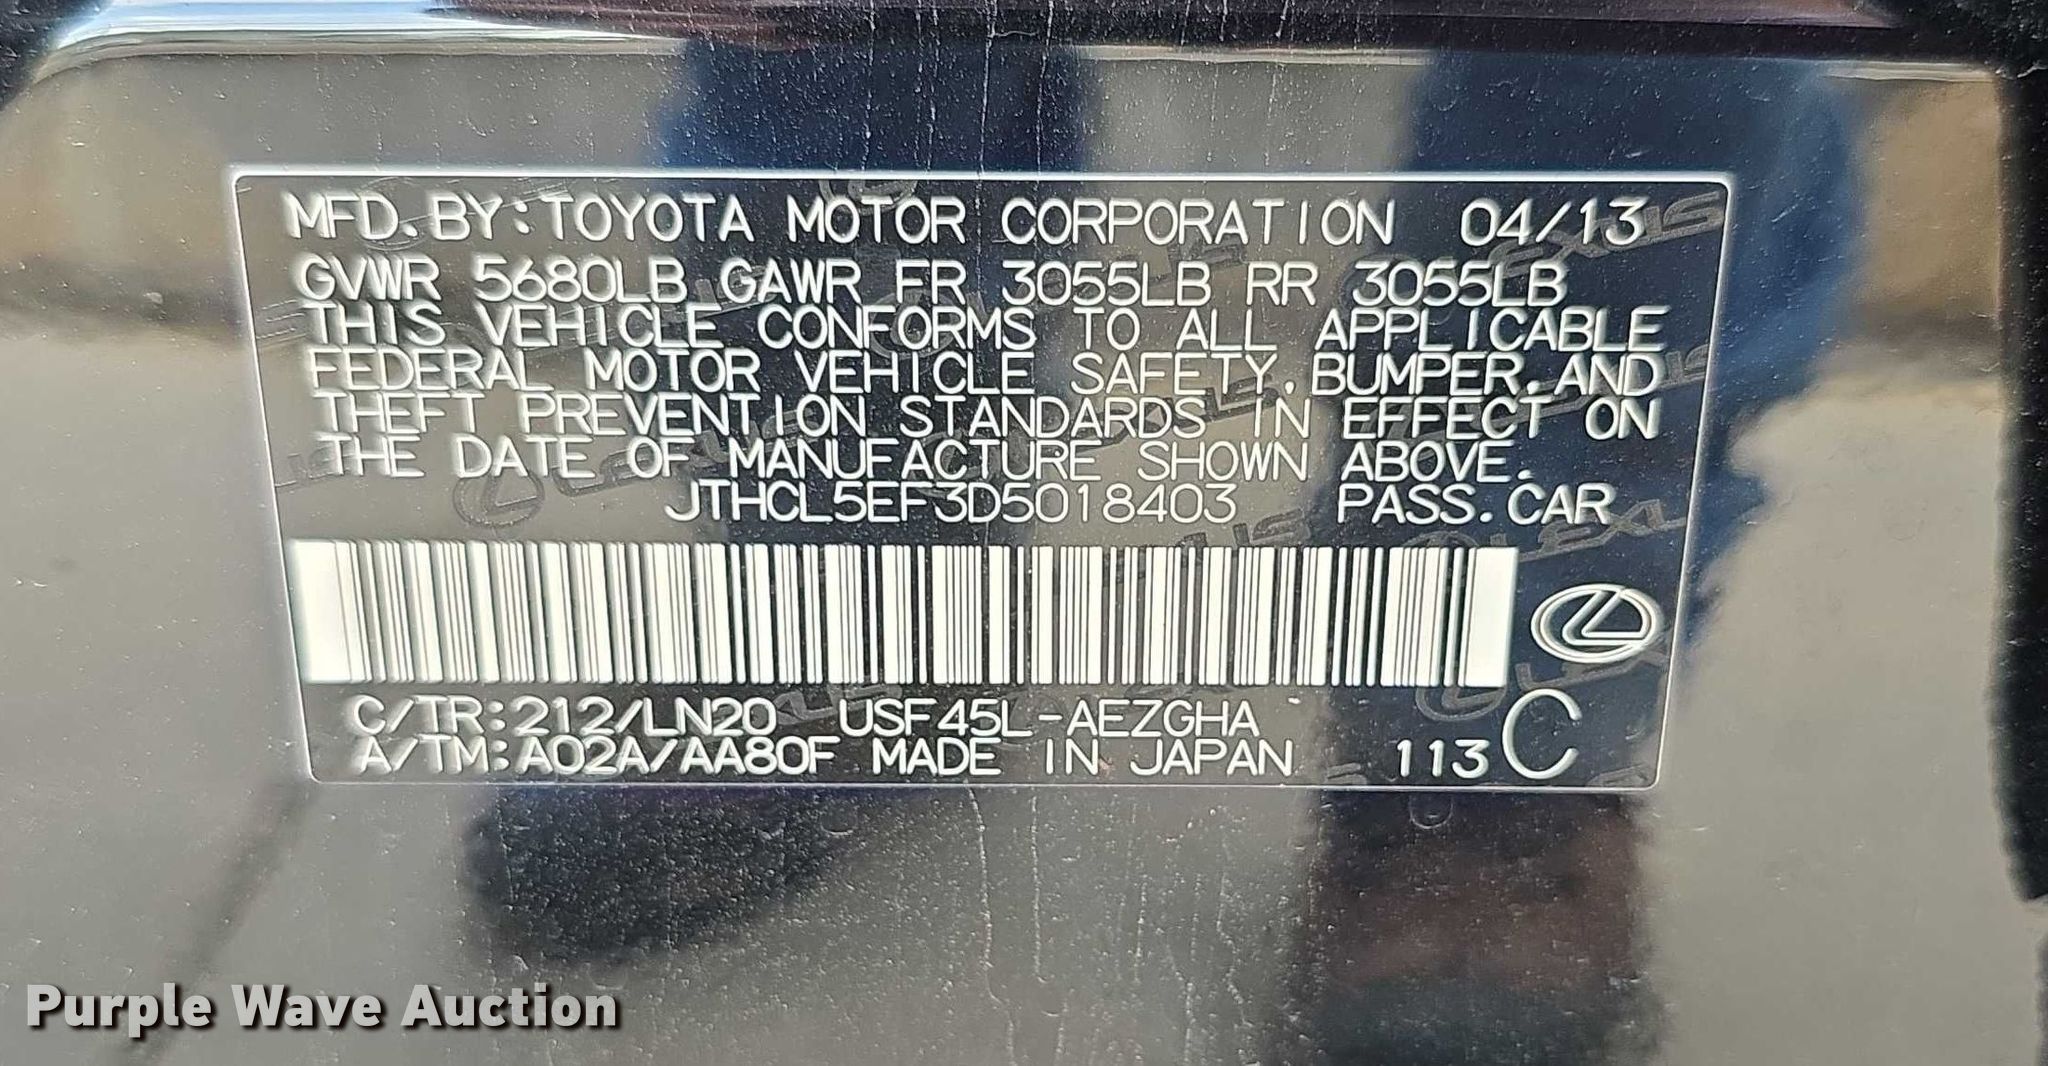 MFD.BY:TOYOTA MOTOR CORPORATION 04/13
GVWR 5680LB GAWR FR 3055LB RR 3055LB
THIS VEHICLE CONFORMS TO ALL APPLICABLE
FEDERAL MOTOR VEHICLE SAFETY,BUMPER,AND
THEFT PREVENTION STANDARDS IN EFFECT ON
THE DATE OF MANUFACTURE SHOWN ABOVE.
JTHCL5EF3D5018403 PASS.CAR
C/TR:212/LN20 USF45L-AEZGHA
A/TM:A02A/AA80F MADE IN JAPAN 113 C
Purple Wave Auction